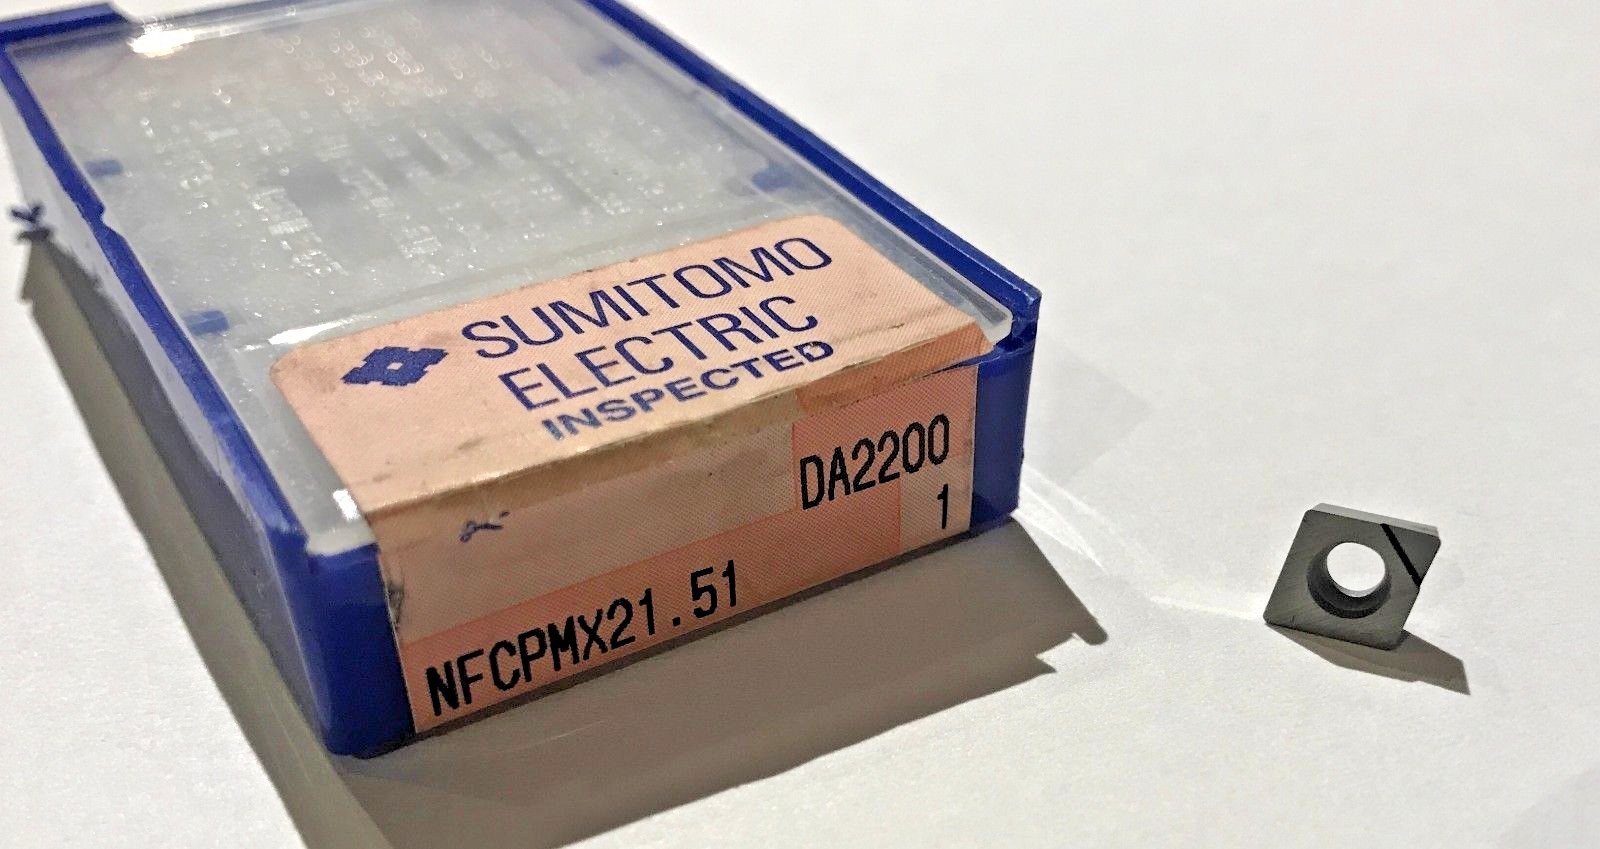 SUMITOMO
ELECTRIC
INSPECTED
DA2200
1
NFCPMX21.51